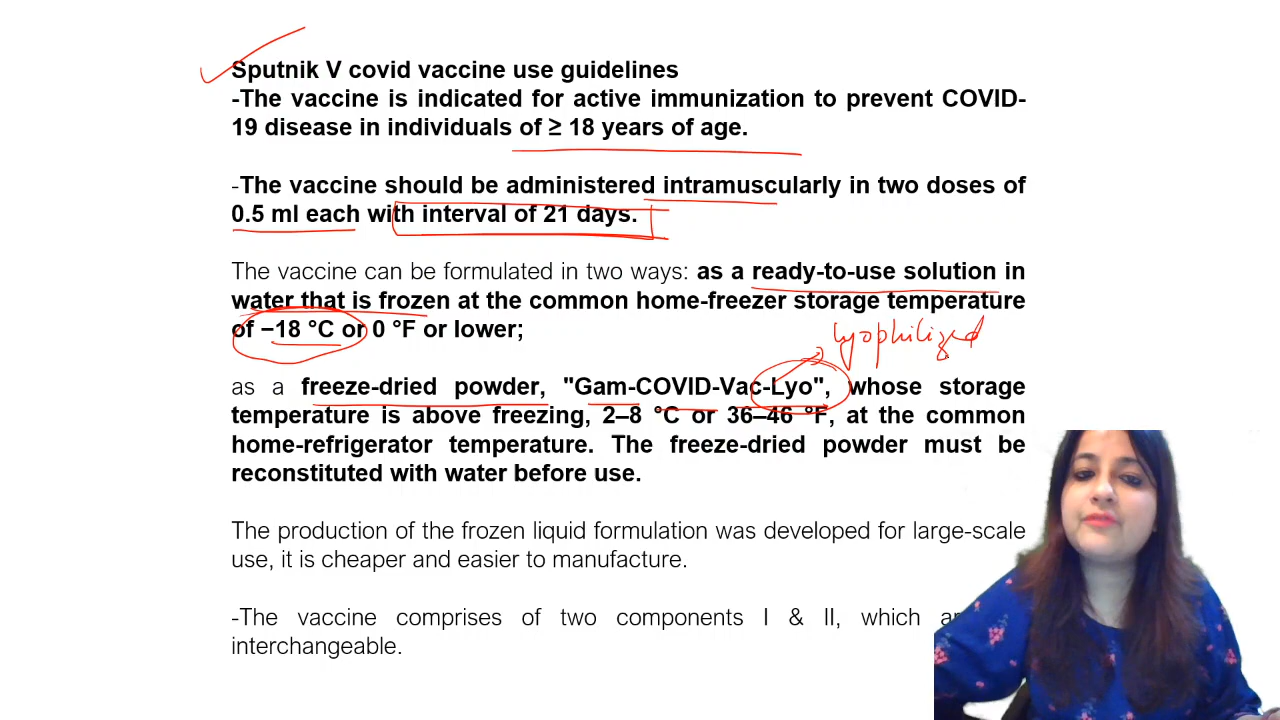 Sputnik V covid vaccine use guidelines
-The vaccine is indicated for active immunization to prevent COVID-
19 disease in individuals of ≥ 18 years of age.
-The vaccine should be administered intramuscularly in two doses of
0.5 ml each with interval of 21 days.
The vaccine can be formulated in two ways: as a ready-to-use solution in
water that is frozen at the common home-freezer storage temperature
of −18 °C or 0 °F or lower;
lyophilized
as a freeze-dried powder, "Gam-COVID-Vac-Lyo", whose storage
temperature is above freezing, 2–8 °C or 36–46 °F, at the common
home-refrigerator temperature. The freeze-dried powder must be
reconstituted with water before use.
The production of the frozen liquid formulation was developed for large-scale
use, it is cheaper and easier to manufacture.
-The vaccine comprises of two components I & II, which
interchangeable.